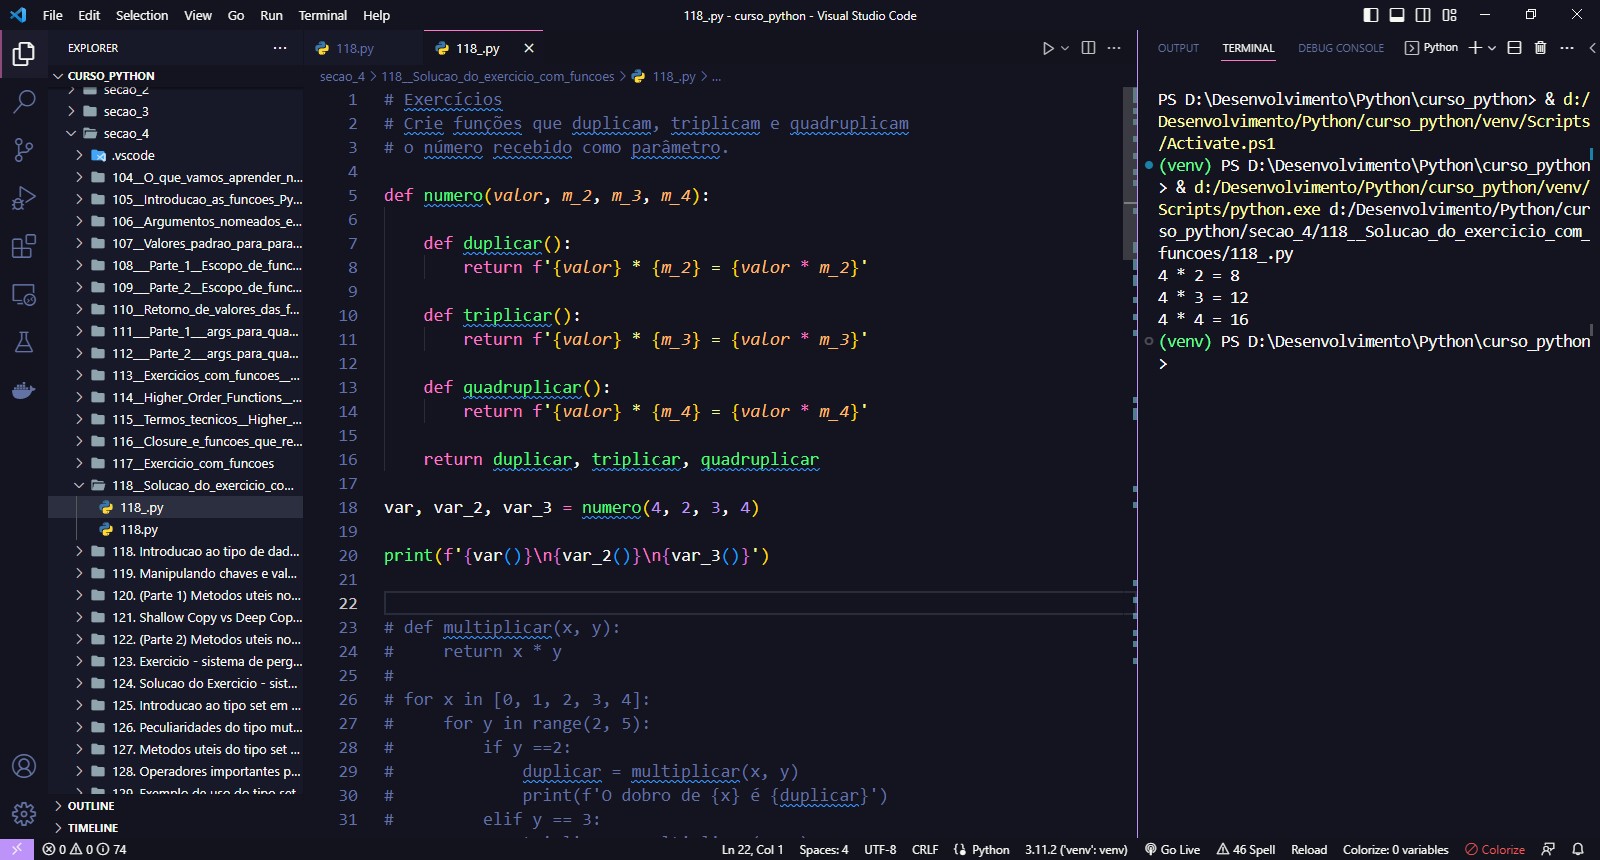 File Edit Selection View Go Run Terminal Help
118_.py - curso_python - Visual Studio Code
EXPLORER
CURSO_PYTHON
secao_2
secao_3
secao_4
.vscode
104__O_que_vamos_aprender_n...
105__Introducao_as_funcoes_Py...
106__Argumentos_nomeados_e...
107__Valores_padrao_para_para...
108___Parte_1__Escopo_de_func...
109__Parte_2__Escopo_de_func...
110__Retorno_de_valores_das_f...
111___Parte_1___args_para_qua...
112___Parte_2___args_para_qua...
113__Exercicios_com_funcoes__...
114__Higher_Order_Functions__...
115__Termos_tecnicos__Higher_...
116__Closure_e_funcoes_que_re...
117__Exercicio_com_funcoes
118__Solucao_do_exercicio_co...
118_.py
118.py
118. Introducao ao tipo de dad...
119. Manipulando chaves e val...
120. (Parte 1) Metodos uteis no...
121. Shallow Copy vs Deep Cop...
122. (Parte 2) Metodos uteis no...
123. Exercicio - sistema de perg...
124. Solucao do Exercicio - sist...
125. Introducao ao tipo set em ...
126. Peculiaridades do tipo mut...
127. Metodos uteis do tipo set ...
128. Operadores importantes p...
129. Exemplo de uso do tipo set...
OUTLINE
TIMELINE
118.py
118_.py
secao_4 > 118__Solucao_do_exercicio_com_funcoes > 118_.py > ...
1 # Exercícios
2 # Crie funções que duplicam, triplicam e quadruplicam
3 # o número recebido como parâmetro.
4
5 def numero(valor, m_2, m_3, m_4):
6
7     def duplicar():
8         return f'{valor} * {m_2} = {valor * m_2}'
9
10     def triplicar():
11         return f'{valor} * {m_3} = {valor * m_3}'
12
13     def quadruplicar():
14         return f'{valor} * {m_4} = {valor * m_4}'
15
16     return duplicar, triplicar, quadruplicar
17
18 var, var_2, var_3 = numero(4, 2, 3, 4)
19
20 print(f'{var()}\n{var_2()}\n{var_3()}')
21
22
23 # def multiplicar(x, y):
24 #     return x * y
25 #
26 # for x in [0, 1, 2, 3, 4]:
27 #     for y in range(2, 5):
28 #         if y ==2:
29 #             duplicar = multiplicar(x, y)
30 #             print(f'O dobro de {x} é {duplicar}')
31 #         elif y == 3:
OUTPUT TERMINAL DEBUG CONSOLE Python
PS D:\Desenvolvimento\Python\curso_python> & d:/
Desenvolvimento/Python/curso_python/venv/Scripts
/Activate.ps1
(venv) PS D:\Desenvolvimento\Python\curso_python
> & d:/Desenvolvimento/Python/curso_python/venv/
Scripts/python.exe d:/Desenvolvimento/Python/cur
so_python/secao_4/118__Solucao_do_exercicio_com_
funcoes/118_.py
4 * 2 = 8
4 * 3 = 12
4 * 4 = 16
(venv) PS D:\Desenvolvimento\Python\curso_python
>
0 0 74
Ln 22, Col 1 Spaces: 4 UTF-8 CRLF Python 3.11.2 ('venv': venv) Go Live 46 Spell Reload Colorize: 0 variables Colorize